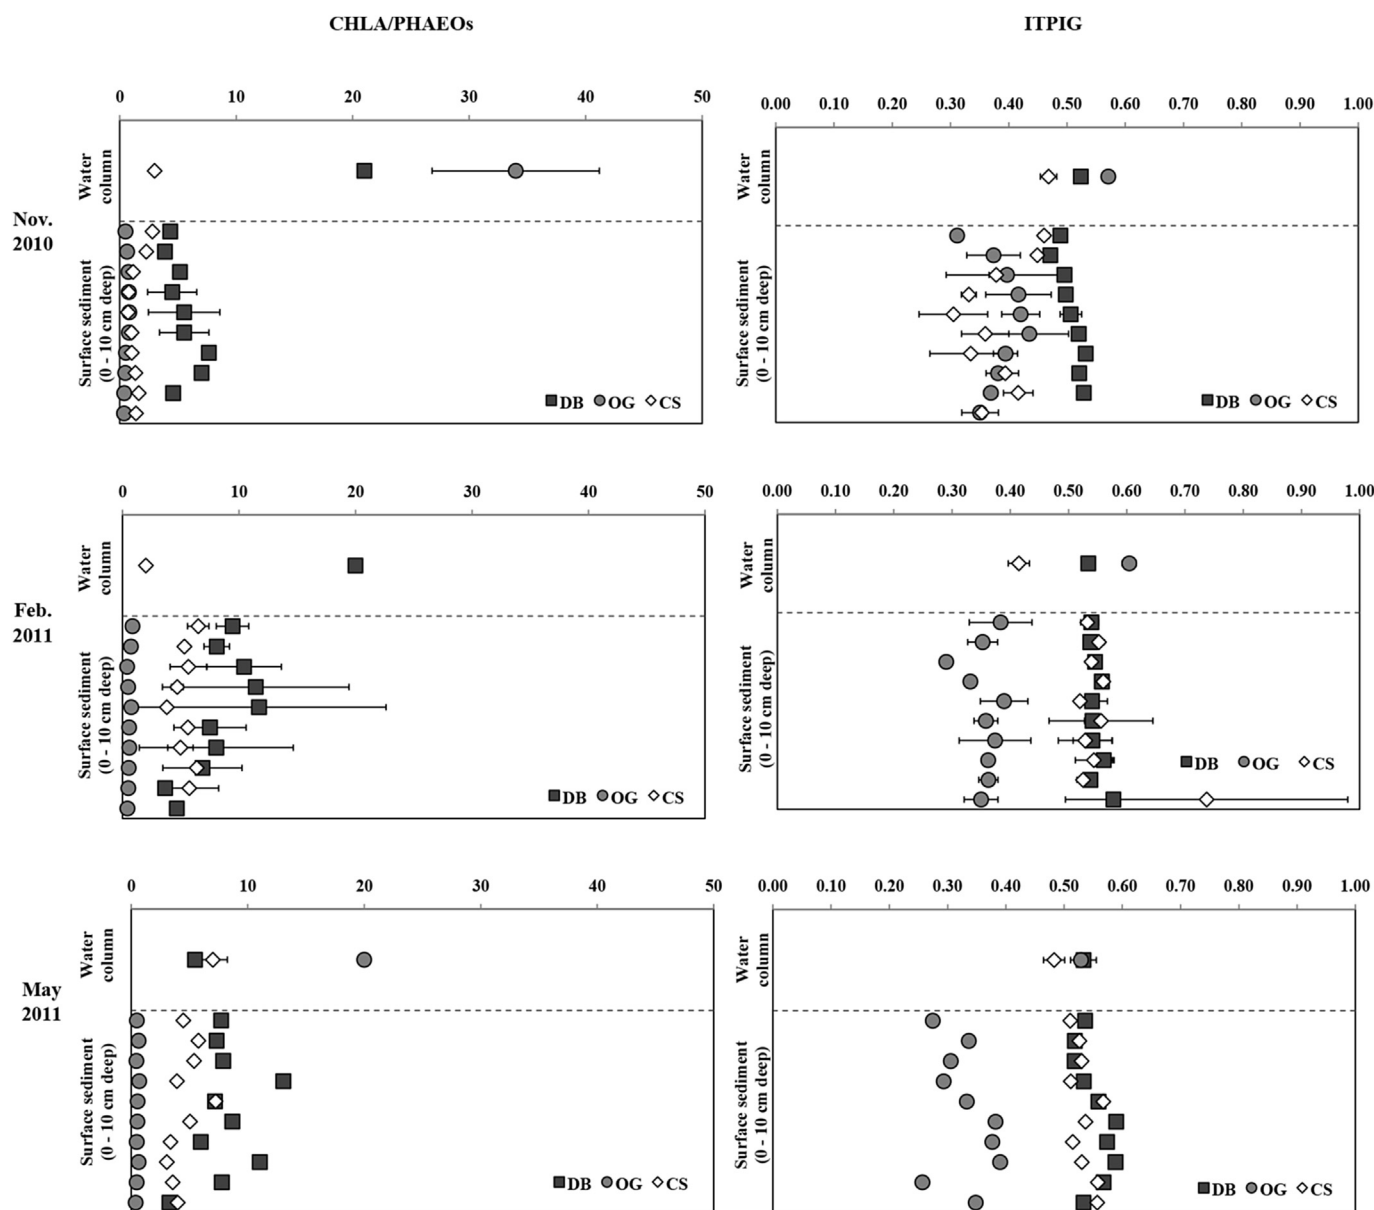 CHLA/PHAEOs
ITPIG
0 10 20 30 40 50
0.00 0.10 0.20 0.30 0.40 0.50 0.60 0.70 0.80 0.90 1.00
Nov.
2010
Water
column
Surface sediment
(0 - 10 cm deep)
DB OG CS
Water
column
Surface sediment
(0 - 10 cm deep)
DB OG CS
0 10 20 30 40 50
0.00 0.10 0.20 0.30 0.40 0.50 0.60 0.70 0.80 0.90 1.00
Feb.
2011
Water
column
Surface sediment
(0 - 10 cm deep)
DB OG CS
Water
column
Surface sediment
(0 - 10 cm deep)
DB OG CS
0 10 20 30 40 50
0.00 0.10 0.20 0.30 0.40 0.50 0.60 0.70 0.80 0.90 1.00
May
2011
Water
column
Surface sediment
(0 - 10 cm deep)
DB OG CS
Water
column
Surface sediment
(0 - 10 cm deep)
DB OG CS